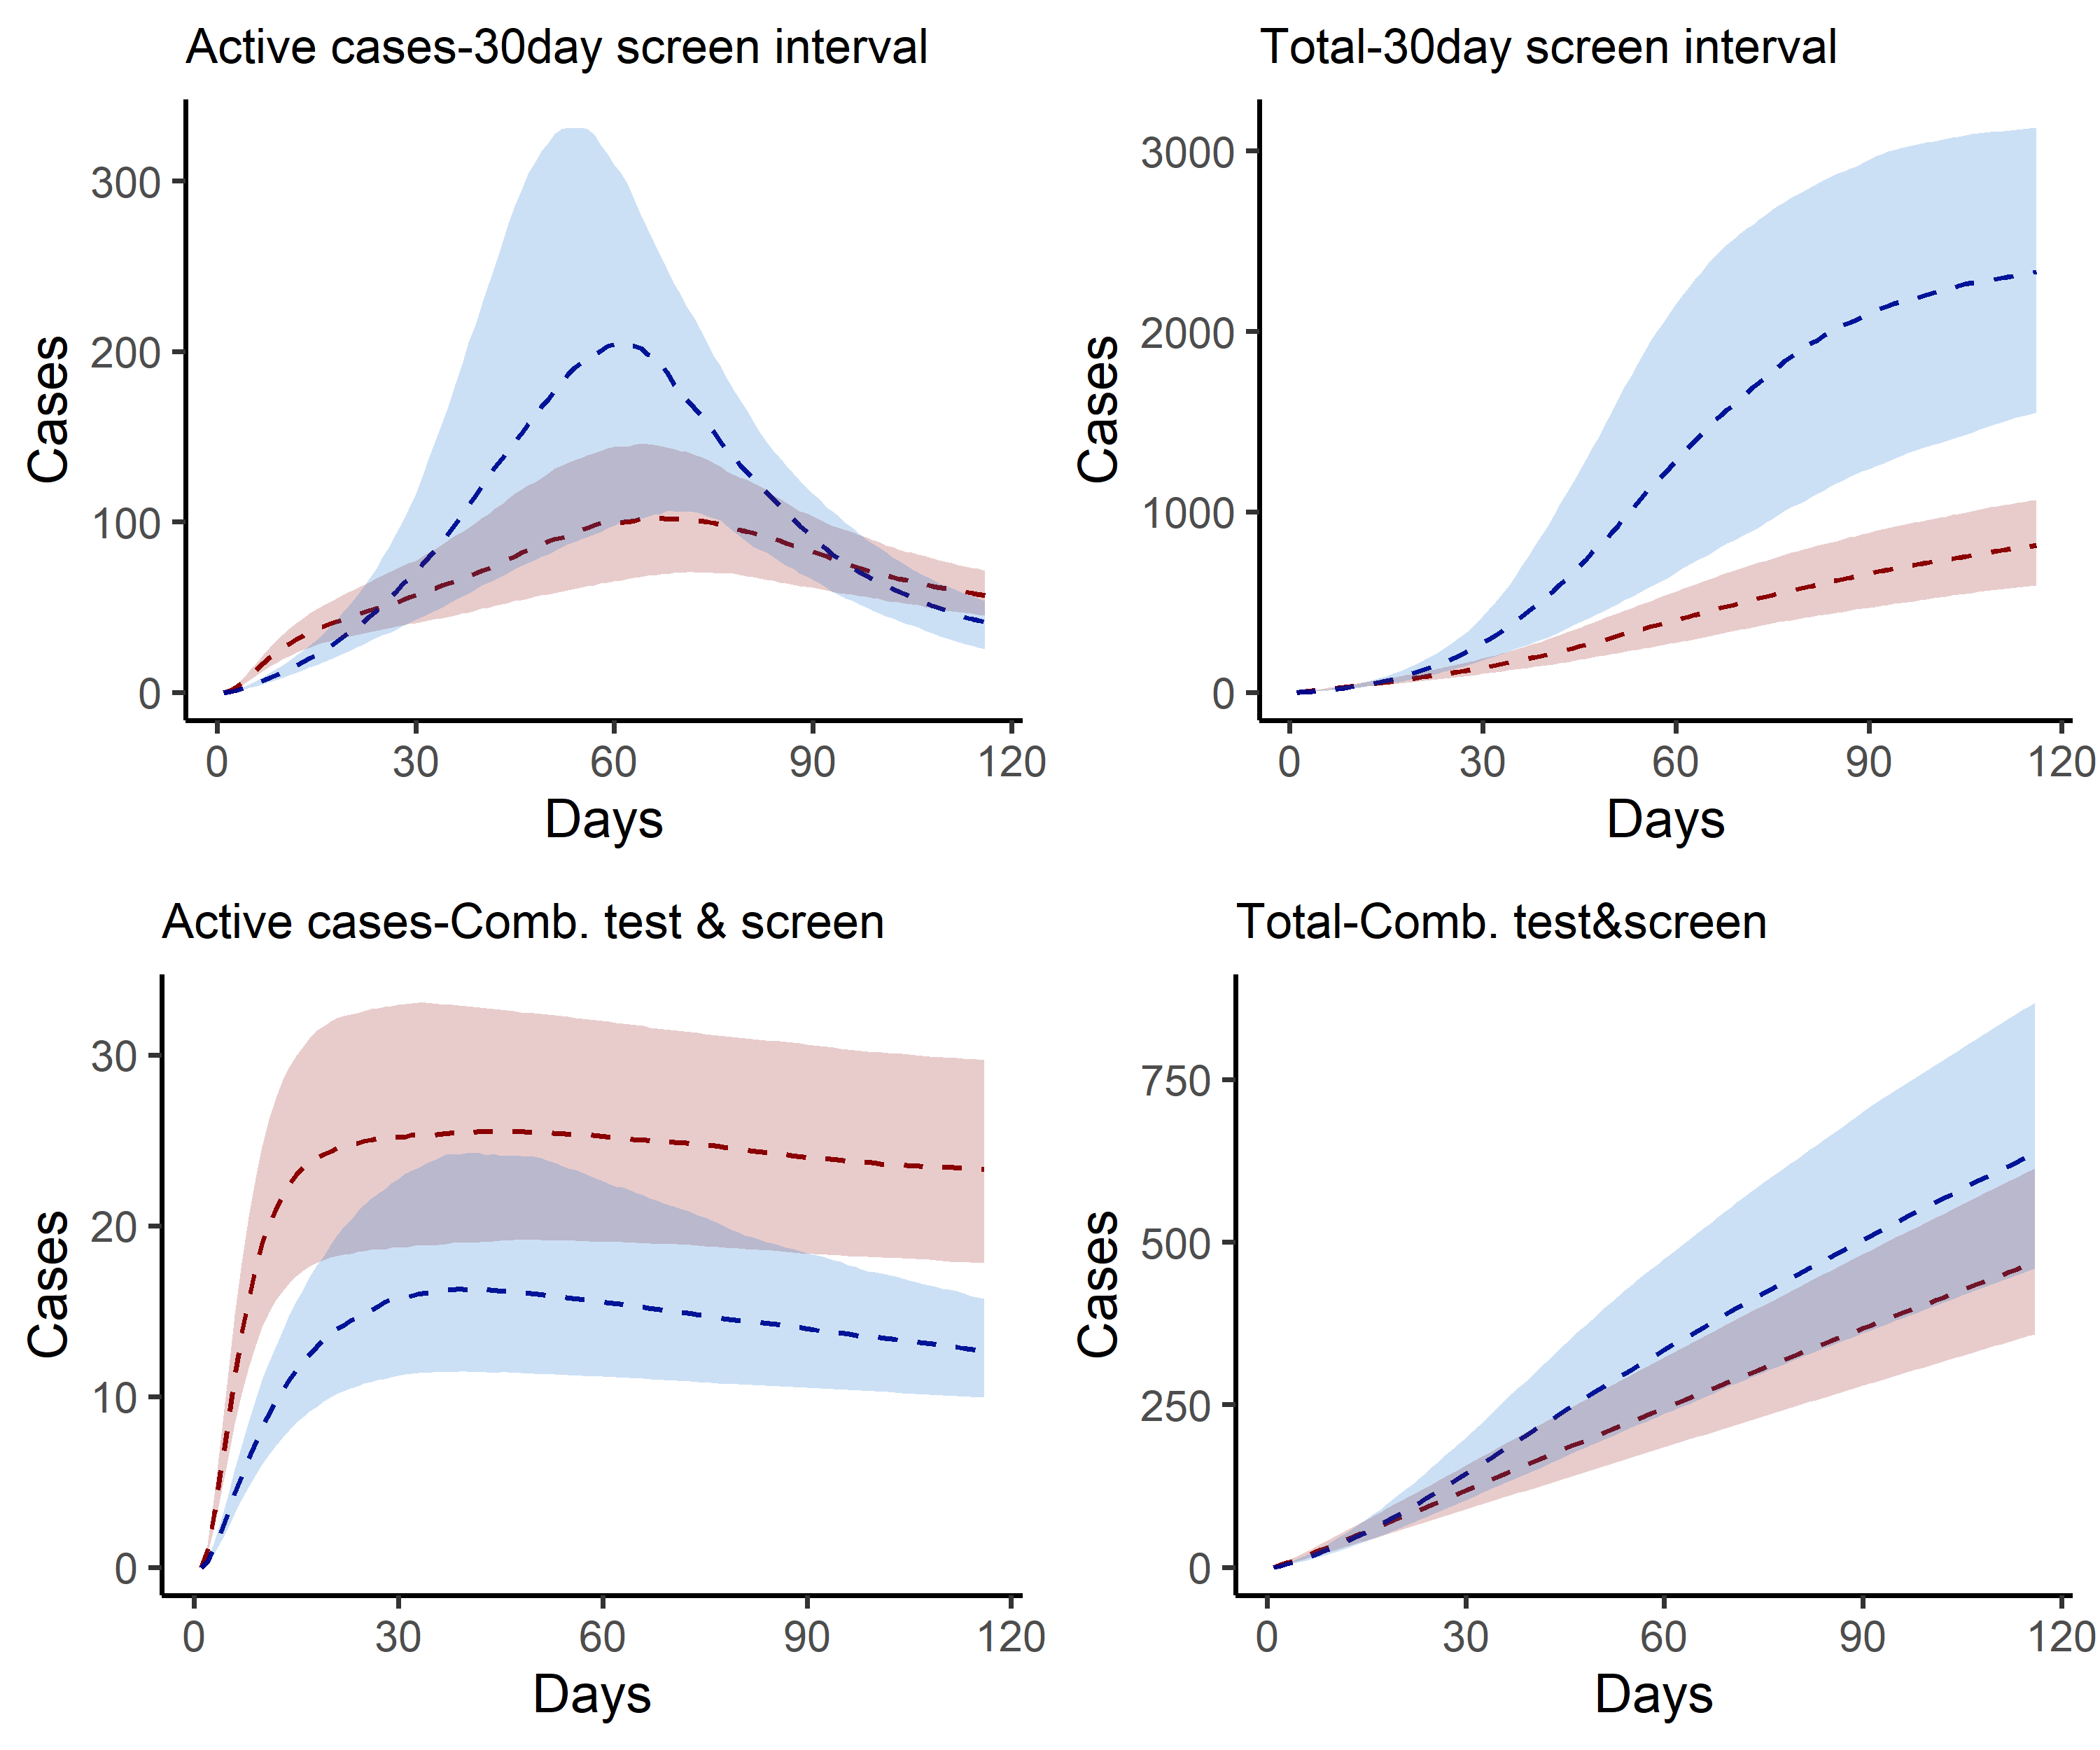 Active cases-30day screen interval
Cases
300
200
100
0
0 30 60 90 120
Days
Total-30day screen interval
Cases
3000
2000
1000
0
0 30 60 90 120
Days
Active cases-Comb. test & screen
Cases
30
20
10
0
0 30 60 90 120
Days
Total-Comb. test&screen
Cases
750
500
250
0
0 30 60 90 120
Days